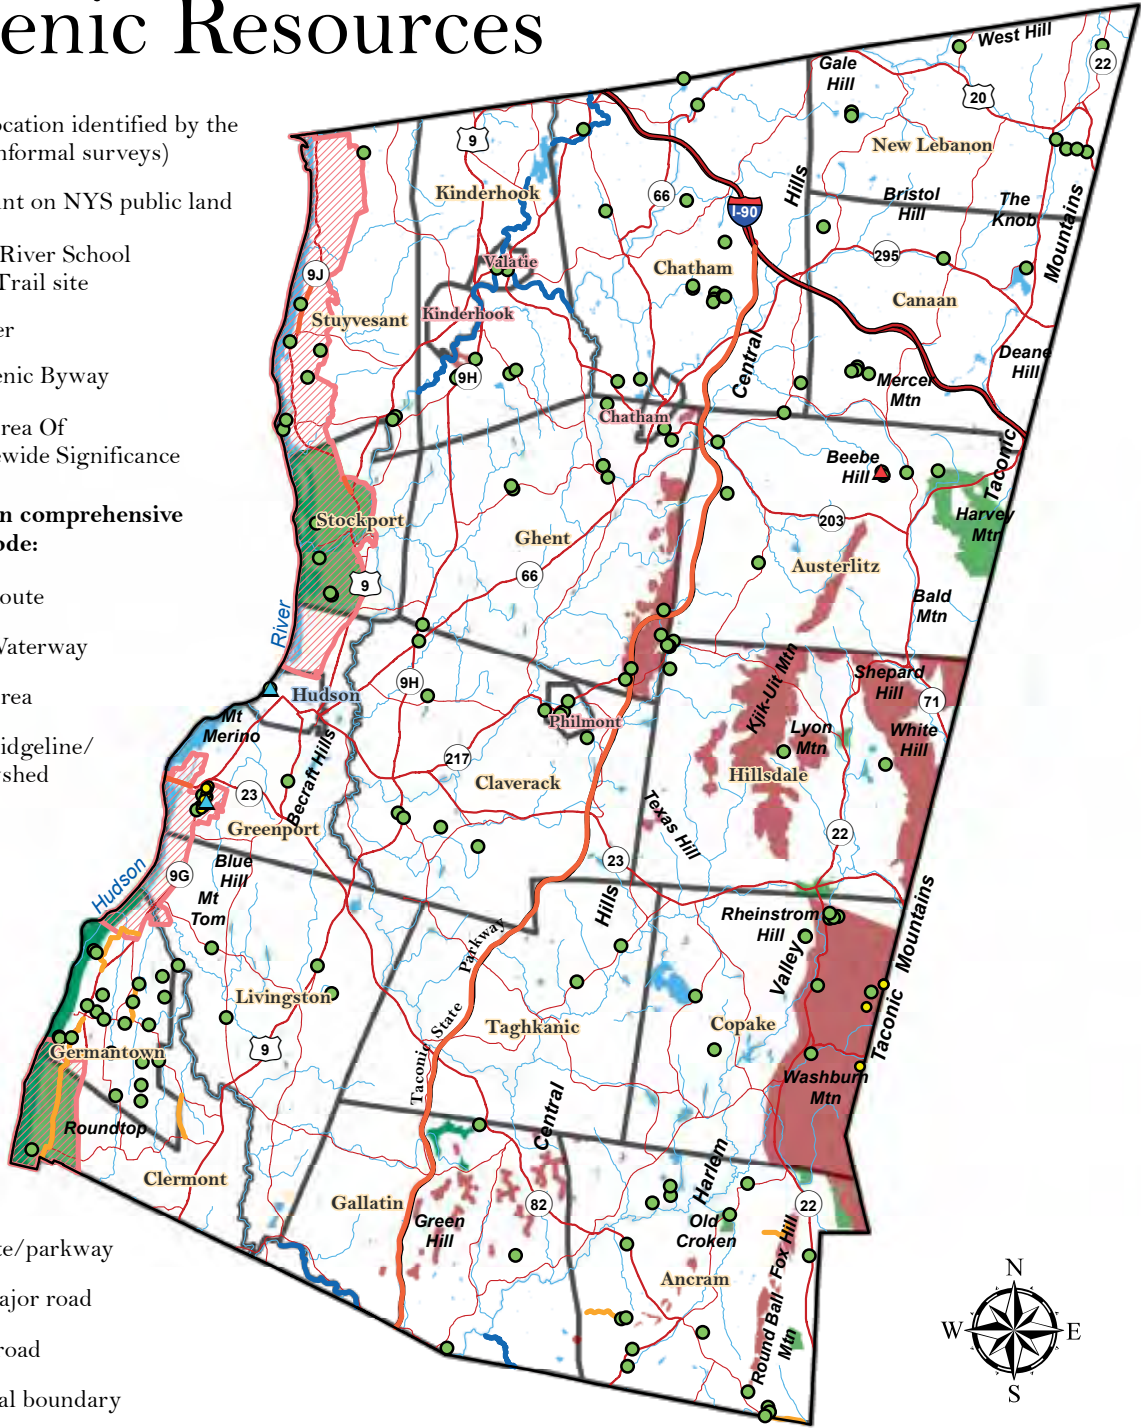 enic Resources
ocation identified by the
nformal surveys)
int on NYS public land
River School
Trail site
er
enic Byway
rea Of
ewide Significance
n comprehensive
ode:
oute
Waterway
rea
idgeline/
shed
te/parkway
ajor road
road
al boundary
West Hill
22
Gale
Hill
20
9
New Lebanon
Kinderhook
66
Hills
Bristol
Hill
The
Knob
I-90
Mountains
Valatie
295
9J
Chatham
Canaan
Stuyvesant
Kinderhook
Central
Deane
Hill
9H
Mercer
Mtn
Chatham
Beebe
Hill
Taconic
Stockport
203
Harvey
Mtn
Ghent
Austerlitz
66
9
River
Bald
Mtn
9H
Hudson
Kjik-Uit Mtn
Shepard
Hill
71
Mt
Merino
Philmont
Lyon
Mtn
White
Hill
217
Becraft Hills
Claverack
Hillsdale
23
Greenport
Texas Hill
22
23
Blue
Hill
9G
Hudson
Mt
Tom
Hills
Rheinstrom
Hill
Mountains
Parkway
Valley
Livingston
State
Taghkanic
Copake
Taconic
9
Germantown
Taconic
Washburn
Mtn
Roundtop
Central
Harlem
Clermont
Gallatin
82
22
Green
Hill
Old
Croken
Fox Hill
Ancram
Round Ball
Mtn
N
W
E
S